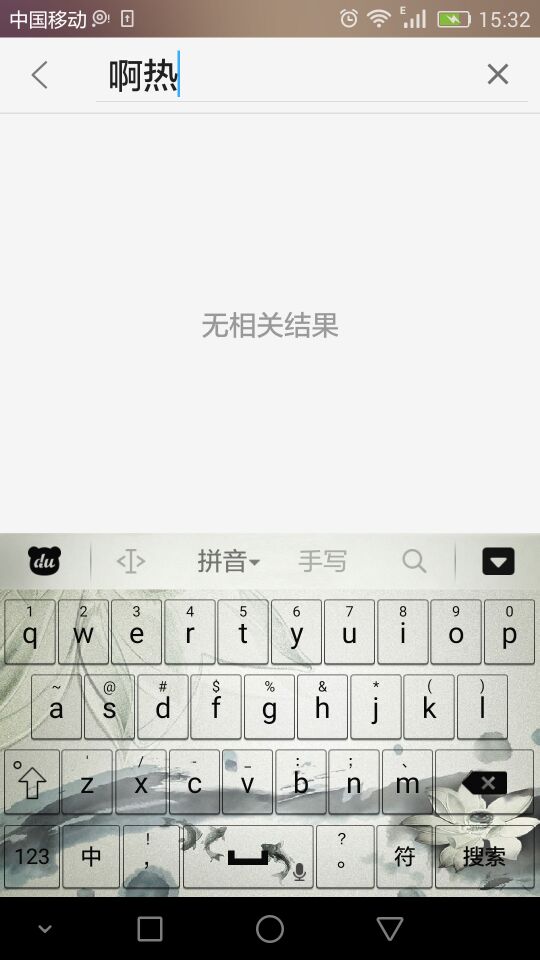 中国移动 E 15:32
啊热
无相关结果
du 拼音 手写
1 2 3 4 5 6 7 8 9 0
q w e r t y u i o p
~ @ # $ % & * ( )
a s d f g h j k l
' / - _ : ; 、
z x c v b n m
! ?
123 中 , 。 符 搜索